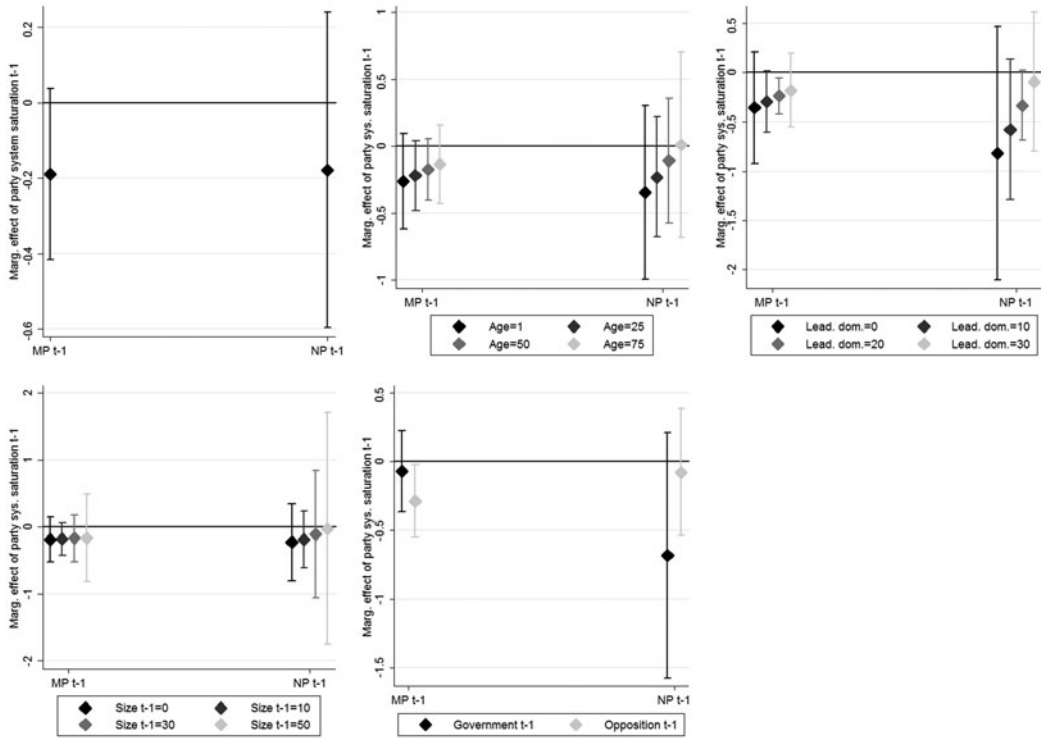 Marg. effect of party system saturation t-1
0.2
0
-0.2
-0.4
-0.6
MP t-1 NP t-1
Marg. effect of party sys. saturation t-1
1
0.5
0
-0.5
-1
MP t-1 NP t-1
Age=1 Age=25
Age=50 Age=75
Marg. effect of party sys. saturation t-1
0.5
0
-0.5
-1
-1.5
-2
MP t-1 NP t-1
Lead. dom.=0 Lead. dom.=10
Lead. dom.=20 Lead. dom.=30
Marg. effect of party sys. saturation t-1
2
1
0
-1
-2
MP t-1 NP t-1
Size t-1=0 Size t-1=10
Size t-1=30 Size t-1=50
Marg. effect of party sys. saturation t-1
0.5
0
-0.5
-1
-1.5
MP t-1 NP t-1
Government t-1 Opposition t-1